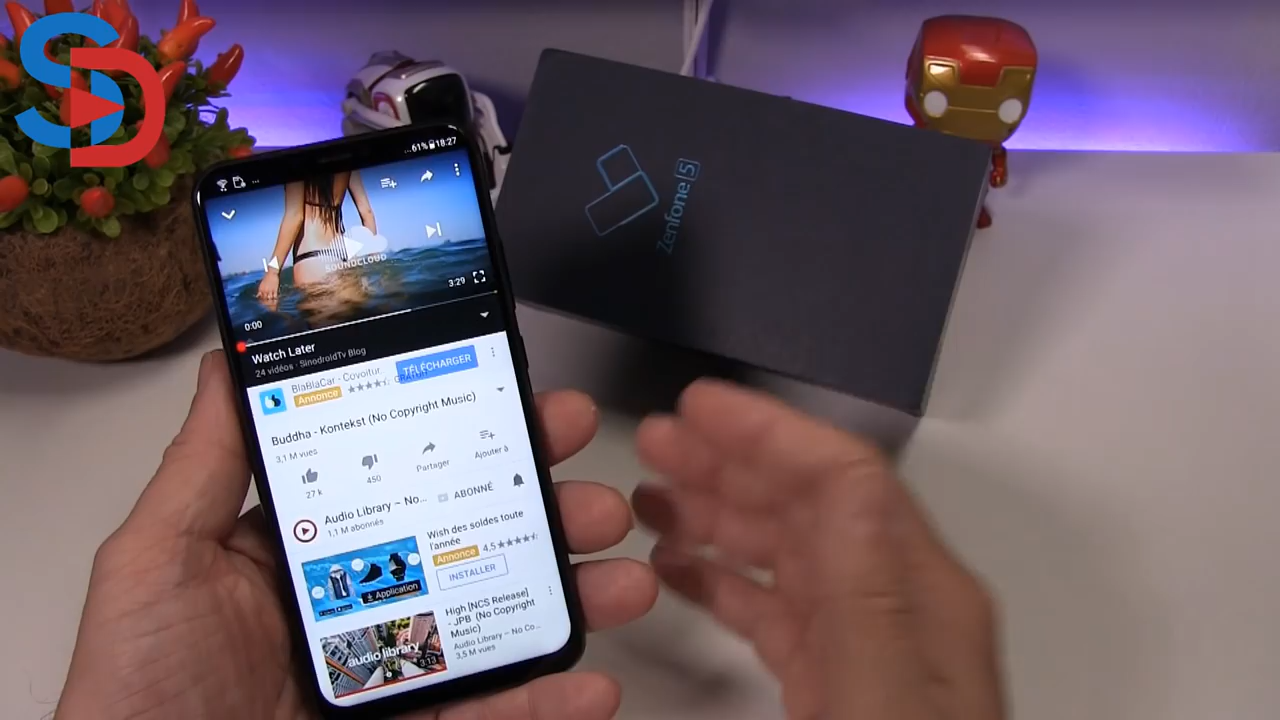 SD
...61% 18:27
SOUNDCLOUD
3:29
0:00
Watch Later
24 vidéos · SinodroidTv Blog
BlaBlaCar - Covoitur.
TÉLÉCHARGER
Annonce
GRATUIT
Buddha - Kontekst (No Copyright Music)
3,1 M vues
27 k
450
Partager
Ajouter à
Audio Library – No...
1,1 M abonnés
ABONNÉ
Wish des soldes toute
l'année
Annonce 4,5
INSTALLER
Application
High [NCS Release]
- JPB (No Copyright
Music)
Audio Library – No Co...
3,5 M vues
audio library
3:13
Zenfone 5